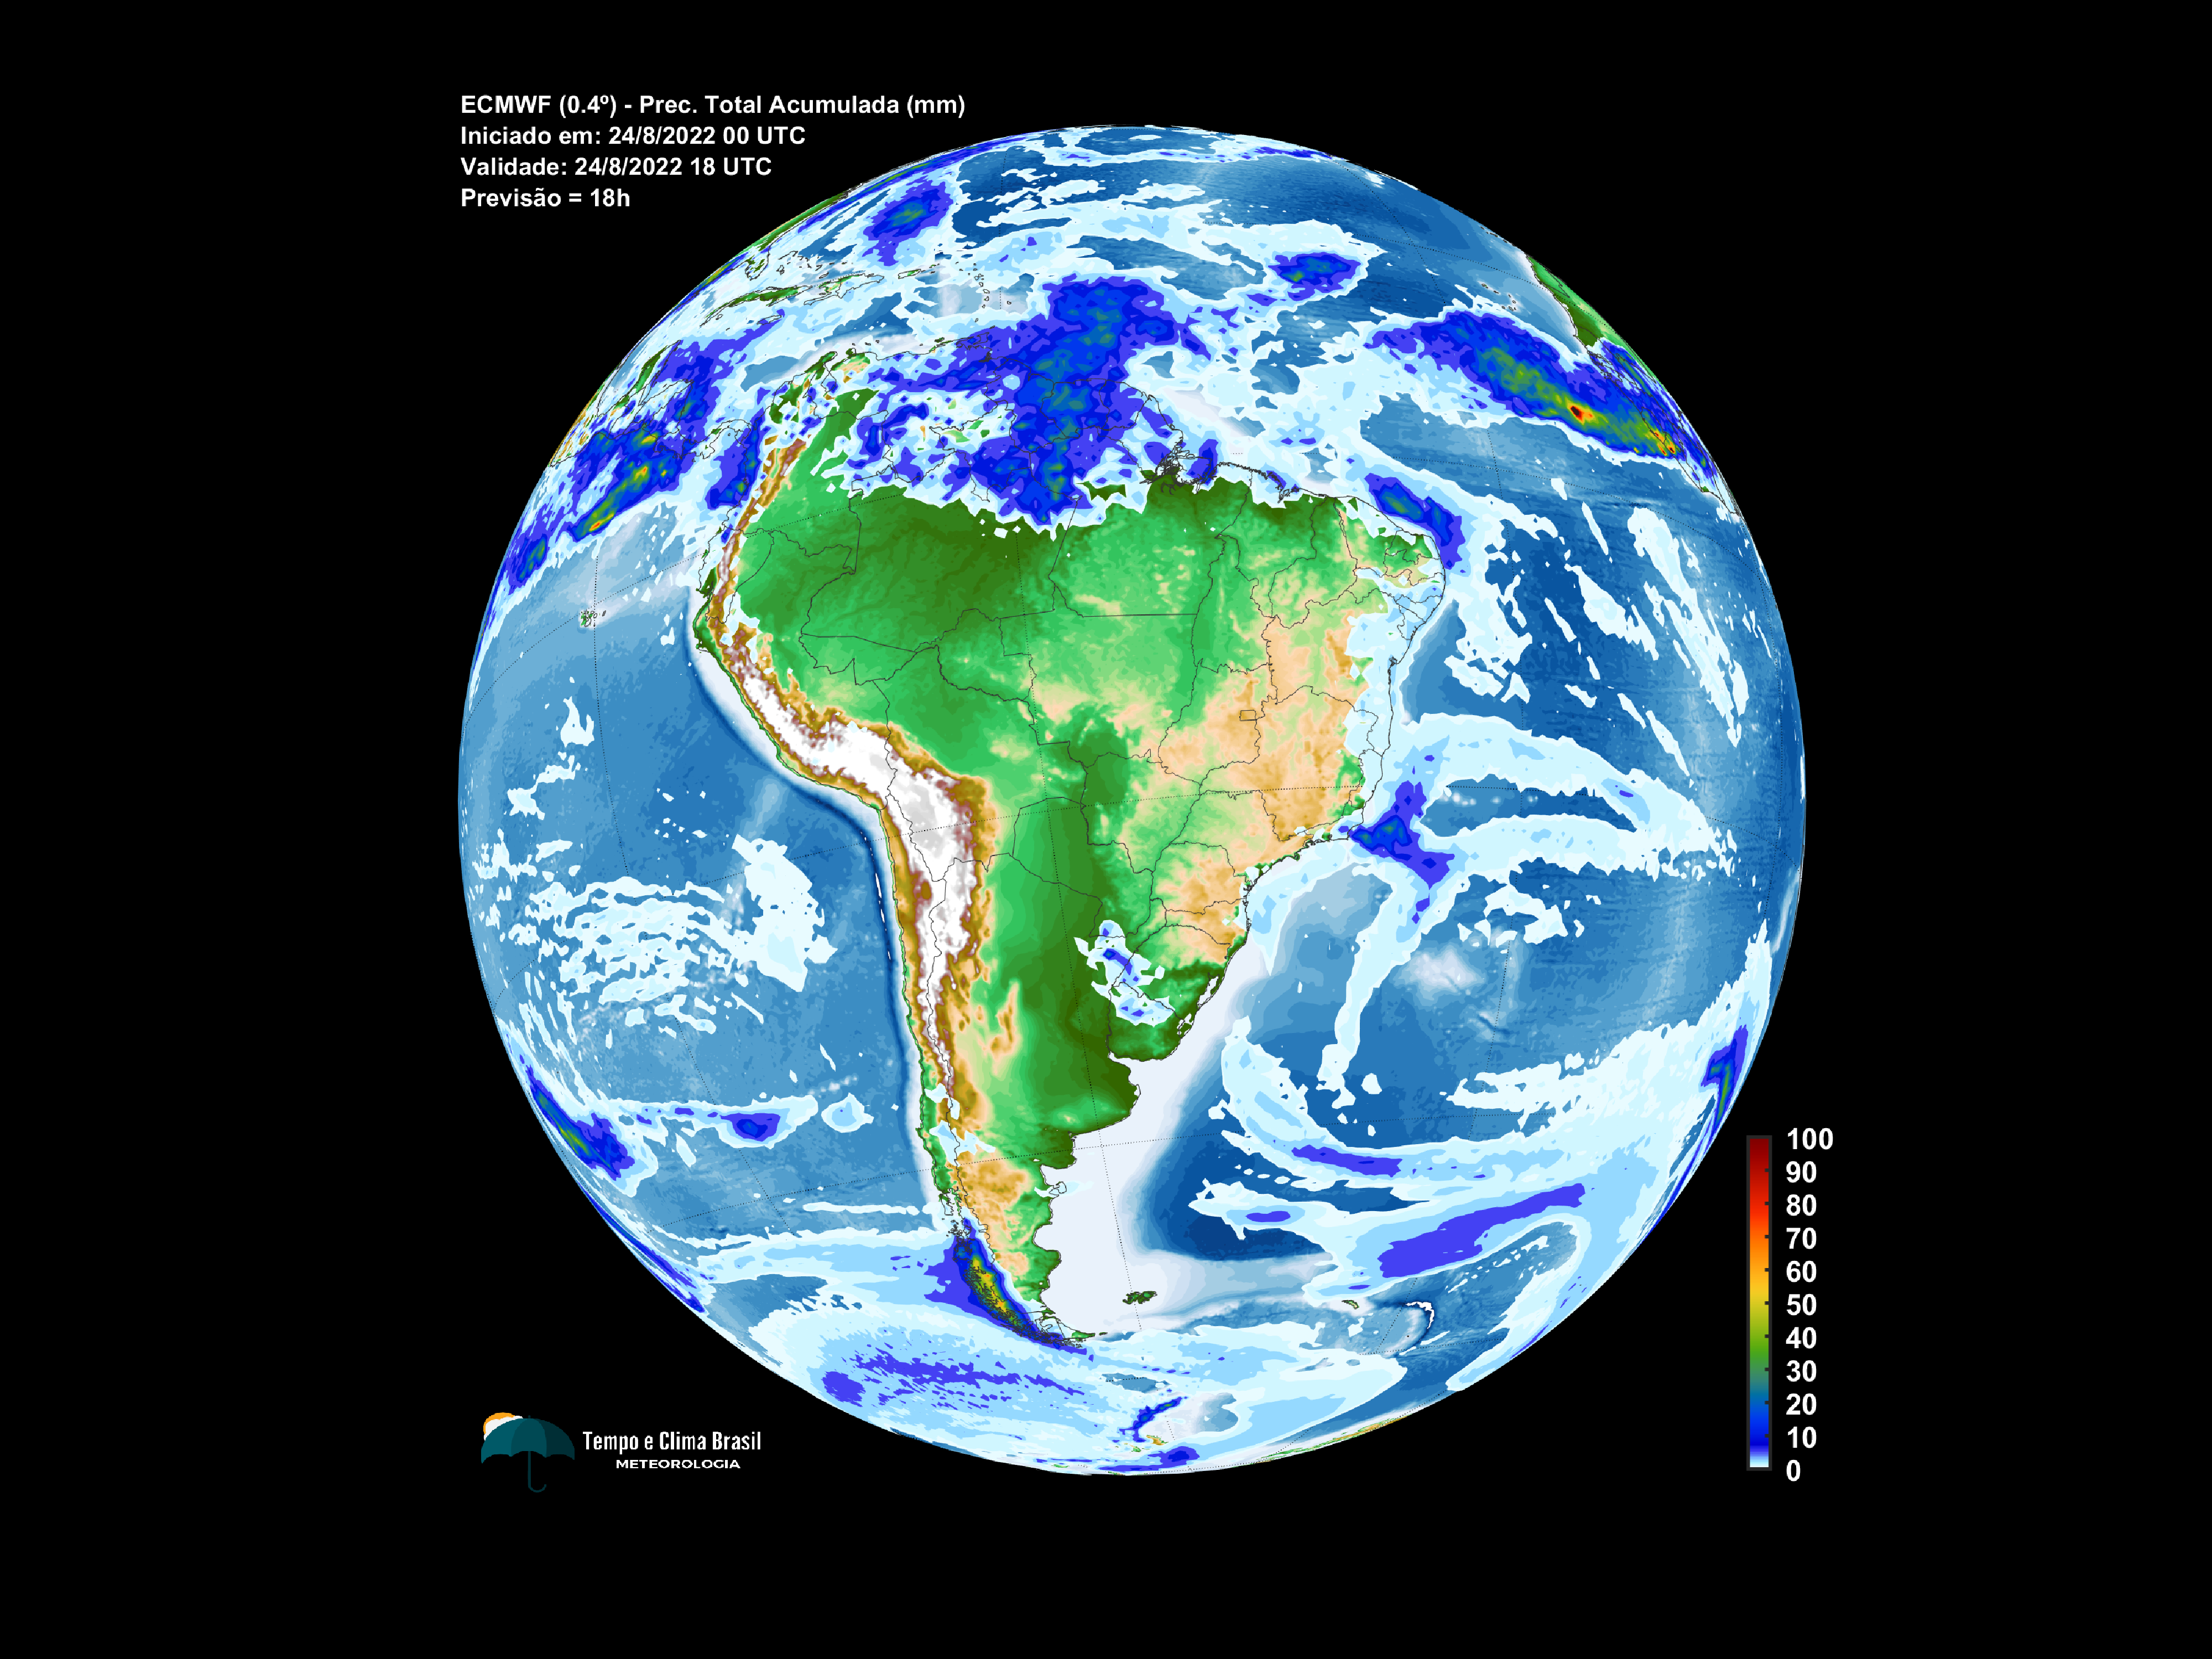 ECMWF (0.4º) - Prec. Total Acumulada (mm)
Iniciado em: 24/8/2022 00 UTC
Validade: 24/8/2022 18 UTC
Previsão = 18h
100
90
80
70
60
50
40
30
20
10
0
Tempo e Clima Brasil
METEOROLOGIA